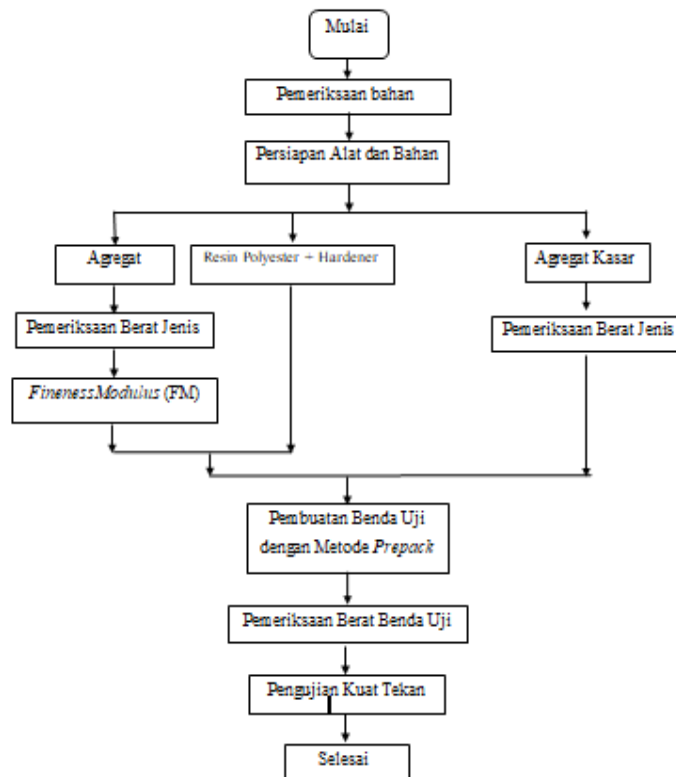 Mulai
Pemeriksaan bahan
Persiapan Alat dan Bahan
Agregat
Resin Polyester + Hardener
Agregat Kasar
Pemeriksaan Berat Jenis
Pemeriksaan Berat Jenis
FinenessModulus (FM)
Pembuatan Benda Uji
dengan Metode Prepack
Pemeriksaan Berat Benda Uji
Pengujian Kuat Tekan
Selesai